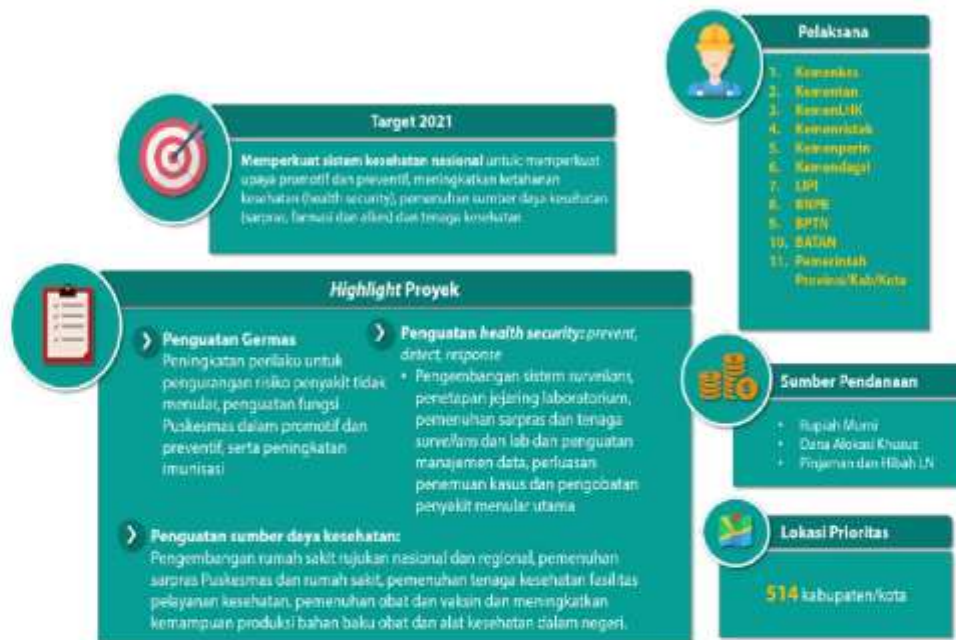 Target 2021
Memperkuat sistem kesehatan nasional untuk: memperkuat
upaya promotif dan preventif, meningkatkan ketahanan
kesehatan (health security), pemenuhan sumber daya kesehatan
(sarpras, farmasi dan alkes) dan tenaga kesehatan
Pelaksana
1. Kemenkes
2. Kementan
3. KemenLHK
4. Kemenristek
5. Kemenperin
6. Kemendagri
7. LIPI
8. BNPB
9. BPTN
10. BATAN
11. Pemerintah
Provinsi/Kab/Kota
Highlight Proyek
Penguatan Germas
Peningkatan perilaku untuk
pengurangan risiko penyakit tidak
menular, penguatan fungsi
Puskesmas dalam promotif dan
preventif, serta peningkatan
imunisasi
Penguatan health security: prevent,
detect, response
• Pengembangan sistem surveilans,
penetapan jejaring laboratorium,
pemenuhan sarpras dan tenaga
surveilans dan lab dan penguatan
manajemen data, perluasan
penemuan kasus dan pengobatan
penyakit menular utama
Penguatan sumber daya kesehatan:
Pengembangan rumah sakit rujukan nasional dan regional, pemenuhan
sarpras Puskesmas dan rumah sakit, pemenuhan tenaga kesehatan fasilitas
pelayanan kesehatan, pemenuhan obat dan vaksin dan meningkatkan
kemampuan produksi bahan baku obat dan alat kesehatan dalam negeri.
Sumber Pendanaan
• Rupiah Murni
• Dana Alokasi Khusus
• Pinjaman dan Hibah LN
Lokasi Prioritas
514 kabupaten/kota